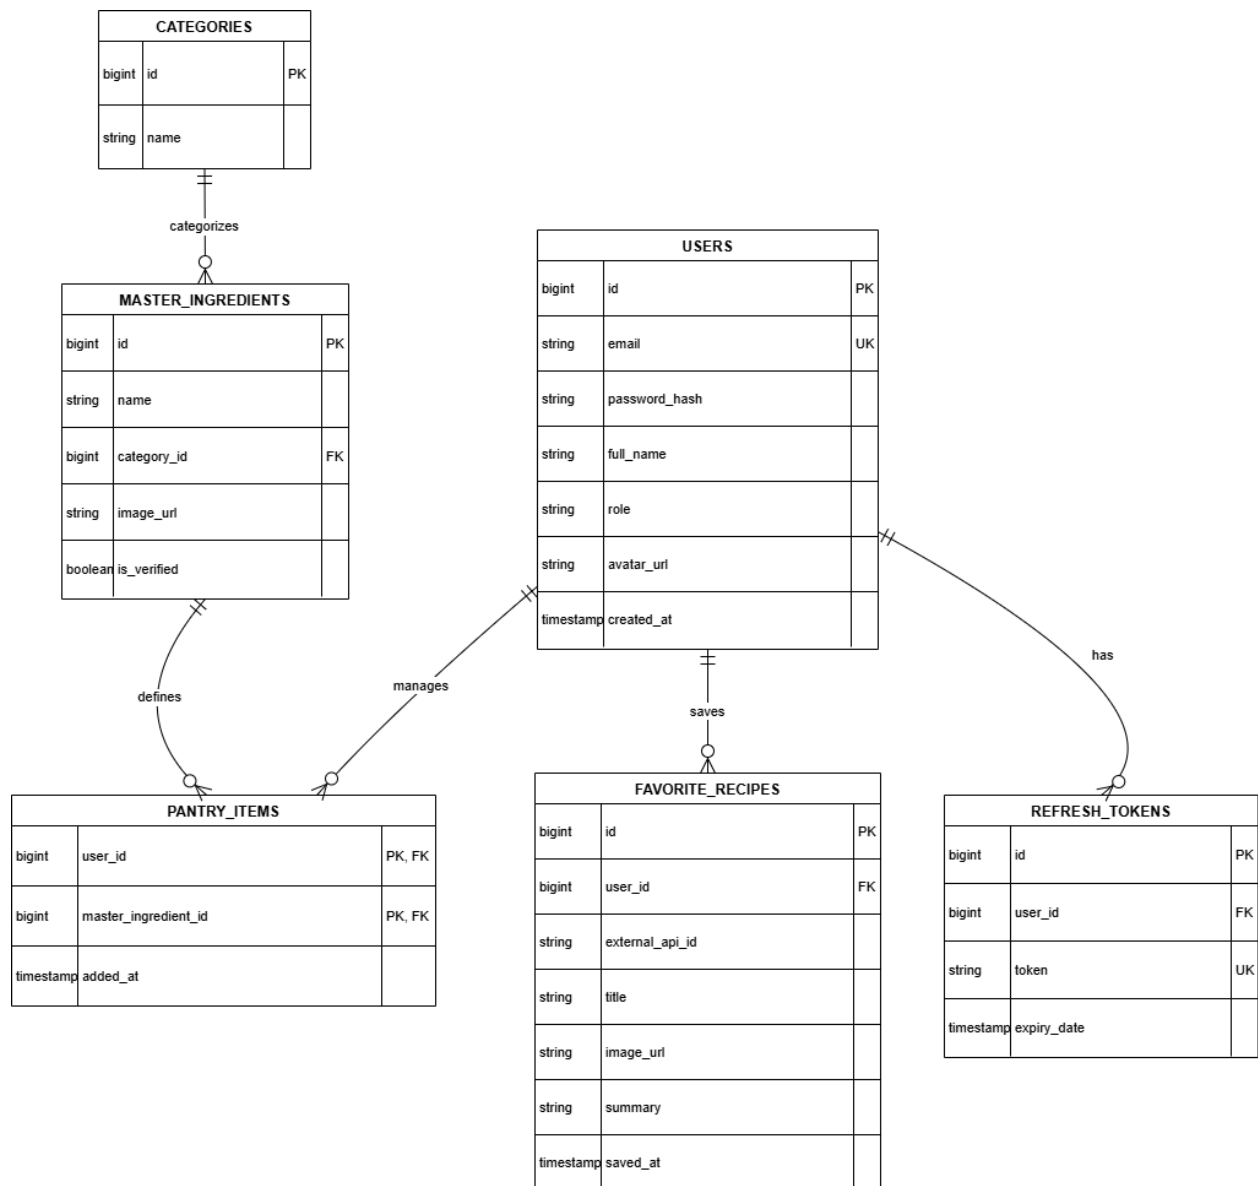 CATEGORIES
bigint id PK
string name
categorizes
MASTER_INGREDIENTS
bigint id PK
string name
bigint category_id FK
string image_url
boolean is_verified
USERS
bigint id PK
string email UK
string password_hash
string full_name
string role
string avatar_url
timestamp created_at
defines
manages
saves
has
PANTRY_ITEMS
bigint user_id PK, FK
bigint master_ingredient_id PK, FK
timestamp added_at
FAVORITE_RECIPES
bigint id PK
bigint user_id FK
string external_api_id
string title
string image_url
string summary
timestamp saved_at
REFRESH_TOKENS
bigint id PK
bigint user_id FK
string token UK
timestamp expiry_date